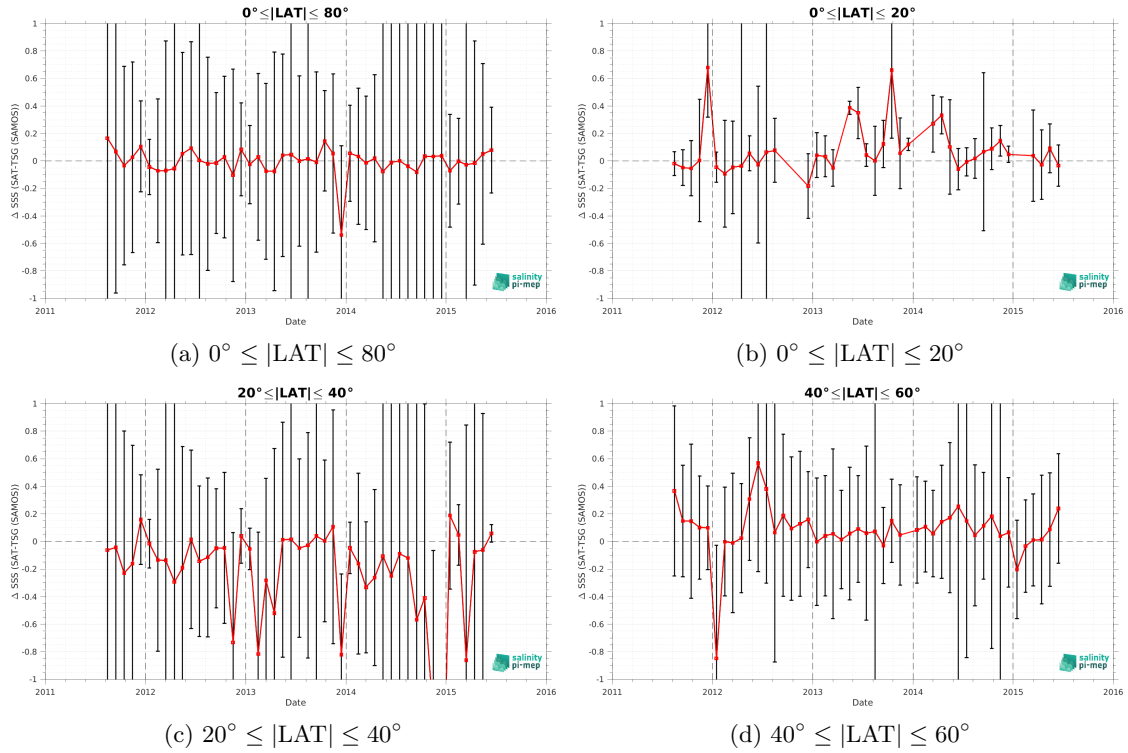 0°≤|LAT|≤ 80°
Δ SSS (SAT-TSG (SAMOS))
1
0.8
0.6
0.4
0.2
0
-0.2
-0.4
-0.6
-0.8
-1
2011 2012 2013 2014 2015 2016
Date
salinity
pi-mep
(a) 0° ≤ |LAT| ≤ 80°
0°≤|LAT|≤ 20°
Δ SSS (SAT-TSG (SAMOS))
1
0.8
0.6
0.4
0.2
0
-0.2
-0.4
-0.6
-0.8
-1
2011 2012 2013 2014 2015 2016
Date
salinity
pi-mep
(b) 0° ≤ |LAT| ≤ 20°
20°≤|LAT|≤ 40°
Δ SSS (SAT-TSG (SAMOS))
1
0.8
0.6
0.4
0.2
0
-0.2
-0.4
-0.6
-0.8
-1
2011 2012 2013 2014 2015 2016
Date
salinity
pi-mep
(c) 20° ≤ |LAT| ≤ 40°
40°≤|LAT|≤ 60°
Δ SSS (SAT-TSG (SAMOS))
1
0.8
0.6
0.4
0.2
0
-0.2
-0.4
-0.6
-0.8
-1
2011 2012 2013 2014 2015 2016
Date
salinity
pi-mep
(d) 40° ≤ |LAT| ≤ 60°